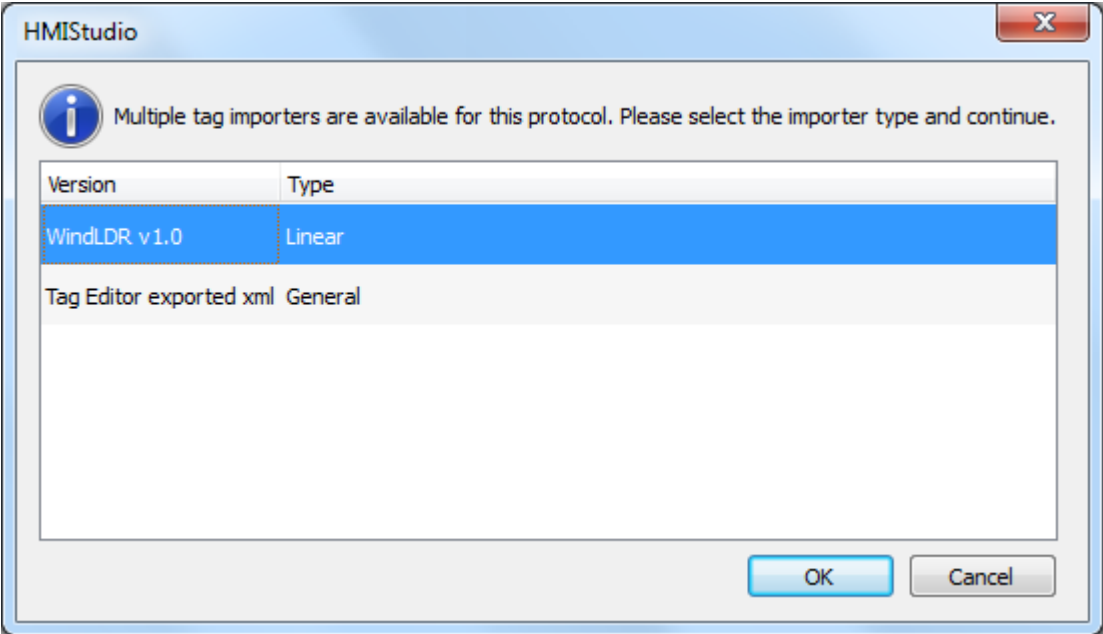 HMIStudio
Multiple tag importers are available for this protocol. Please select the importer type and continue.
Version Type
WindLDR v1.0 Linear
Tag Editor exported xml General
OK Cancel